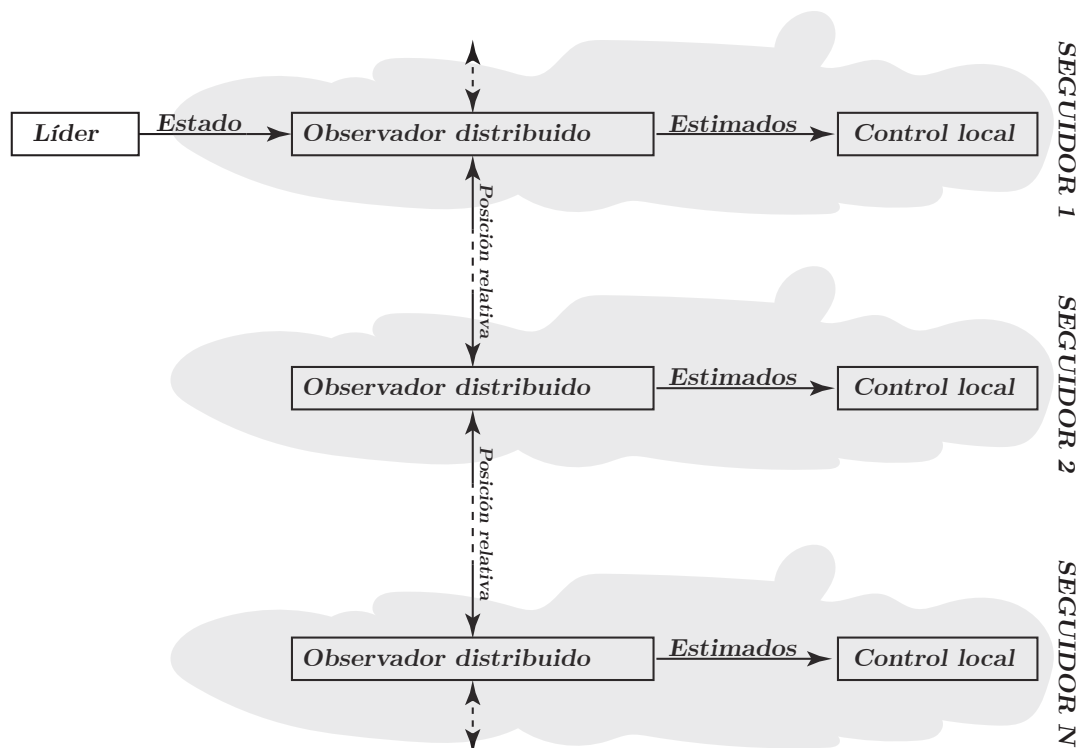 Líder
Estado
Observador distribuido
Estimados
Control local
SEGUIDOR 1
Posición relativa
Observador distribuido
Estimados
Control local
SEGUIDOR 2
Posición relativa
Observador distribuido
Estimados
Control local
SEGUIDOR N